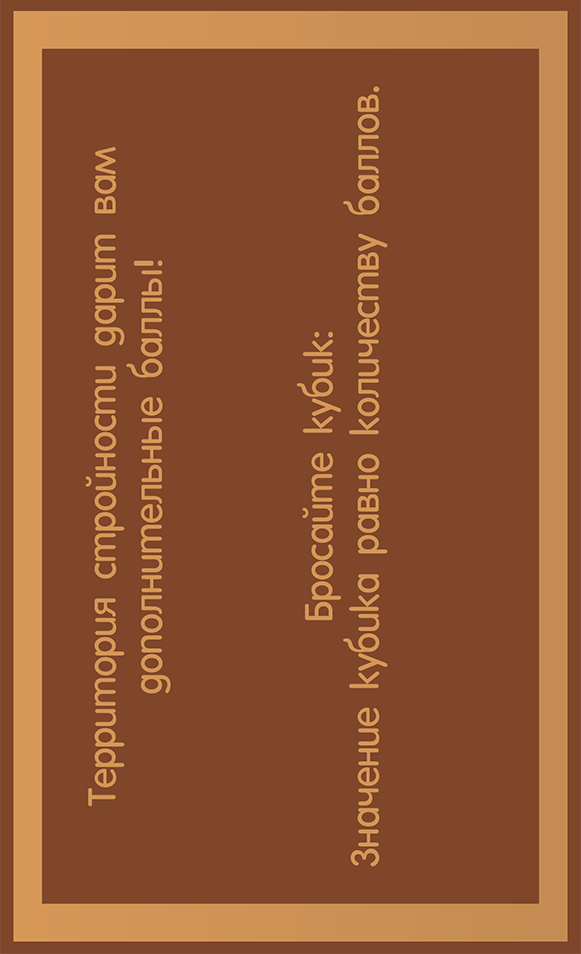 Территория стройности дарит вам
дополнительные баллы!
Бросайте кубик:
Значение кубика равно количеству баллов.